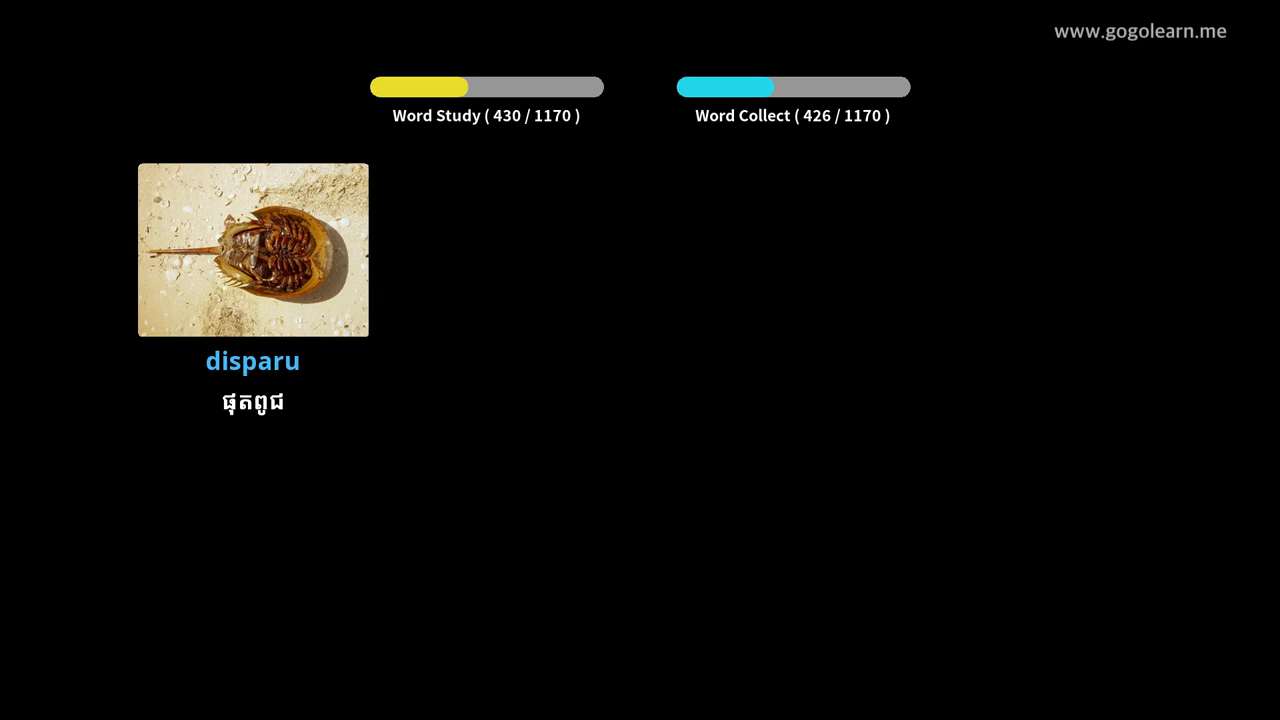 www.gogolearn.me
Word Study ( 430 / 1170 )
Word Collect ( 426 / 1170 )
disparu
ផុតពូជ